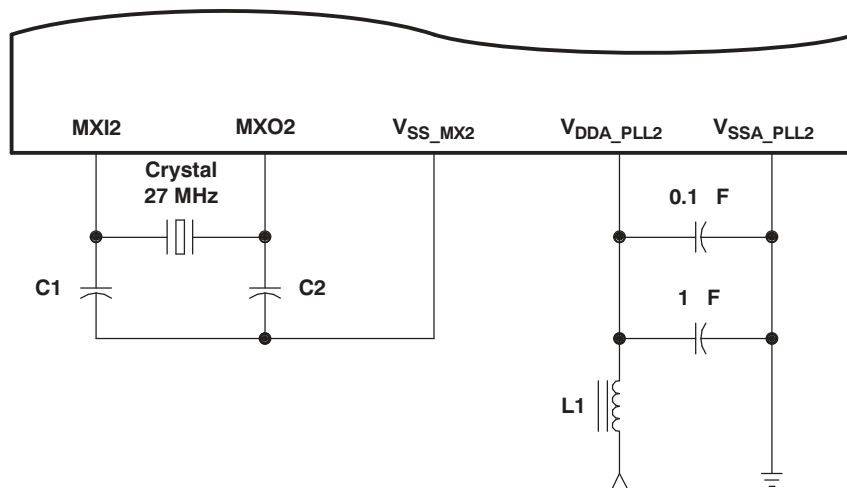 MXI2 MXO2 VSS_MX2 VDDA_PLL2 VSSA_PLL2
Crystal
27 MHz
0.1 F
C1
C2
1 F
L1